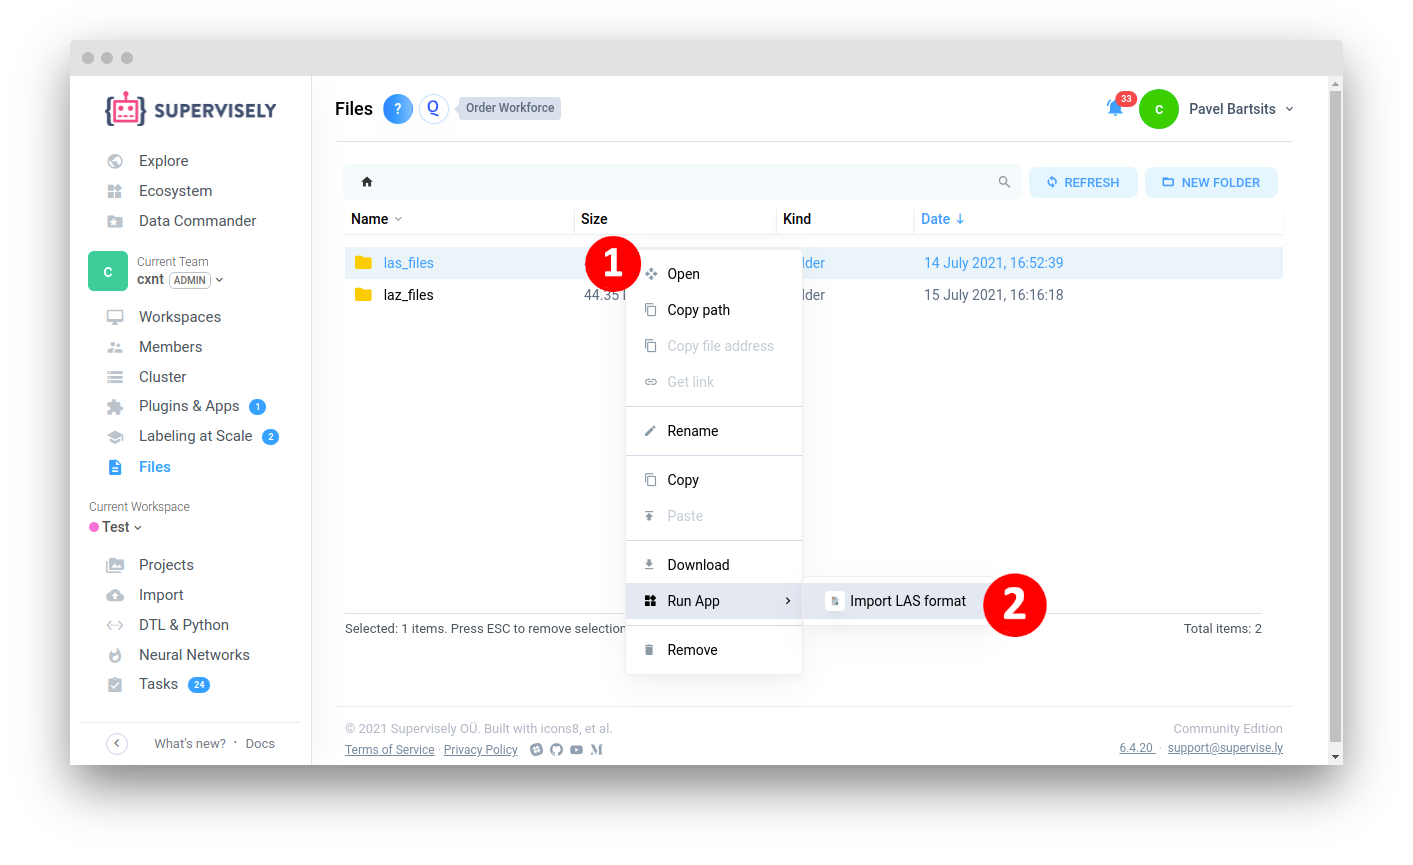 SUPERVISELY
Explore
Ecosystem
Data Commander
Current Team
C
cxnt ADMIN
Workspaces
Members
Cluster
Plugins & Apps 1
Labeling at Scale 2
Files
Current Workspace
Test
Projects
Import
DTL & Python
Neural Networks
Tasks 24
What's new? · Docs
Files ? Q Order Workforce
33 C Pavel Bartsits
REFRESH NEW FOLDER
Name Size Kind Date
las_files lder 14 July 2021, 16:52:39
laz_files 44.35 lder 15 July 2021, 16:16:18
1
Open
Copy path
Copy file address
Get link
Rename
Copy
Paste
Download
Run App Import LAS format
2
Remove
Selected: 1 items. Press ESC to remove selection Total items: 2
© 2021 Supervisely OÜ. Built with icons8, et al. Community Edition
Terms of Service · Privacy Policy 6.4.20 · support@supervise.ly